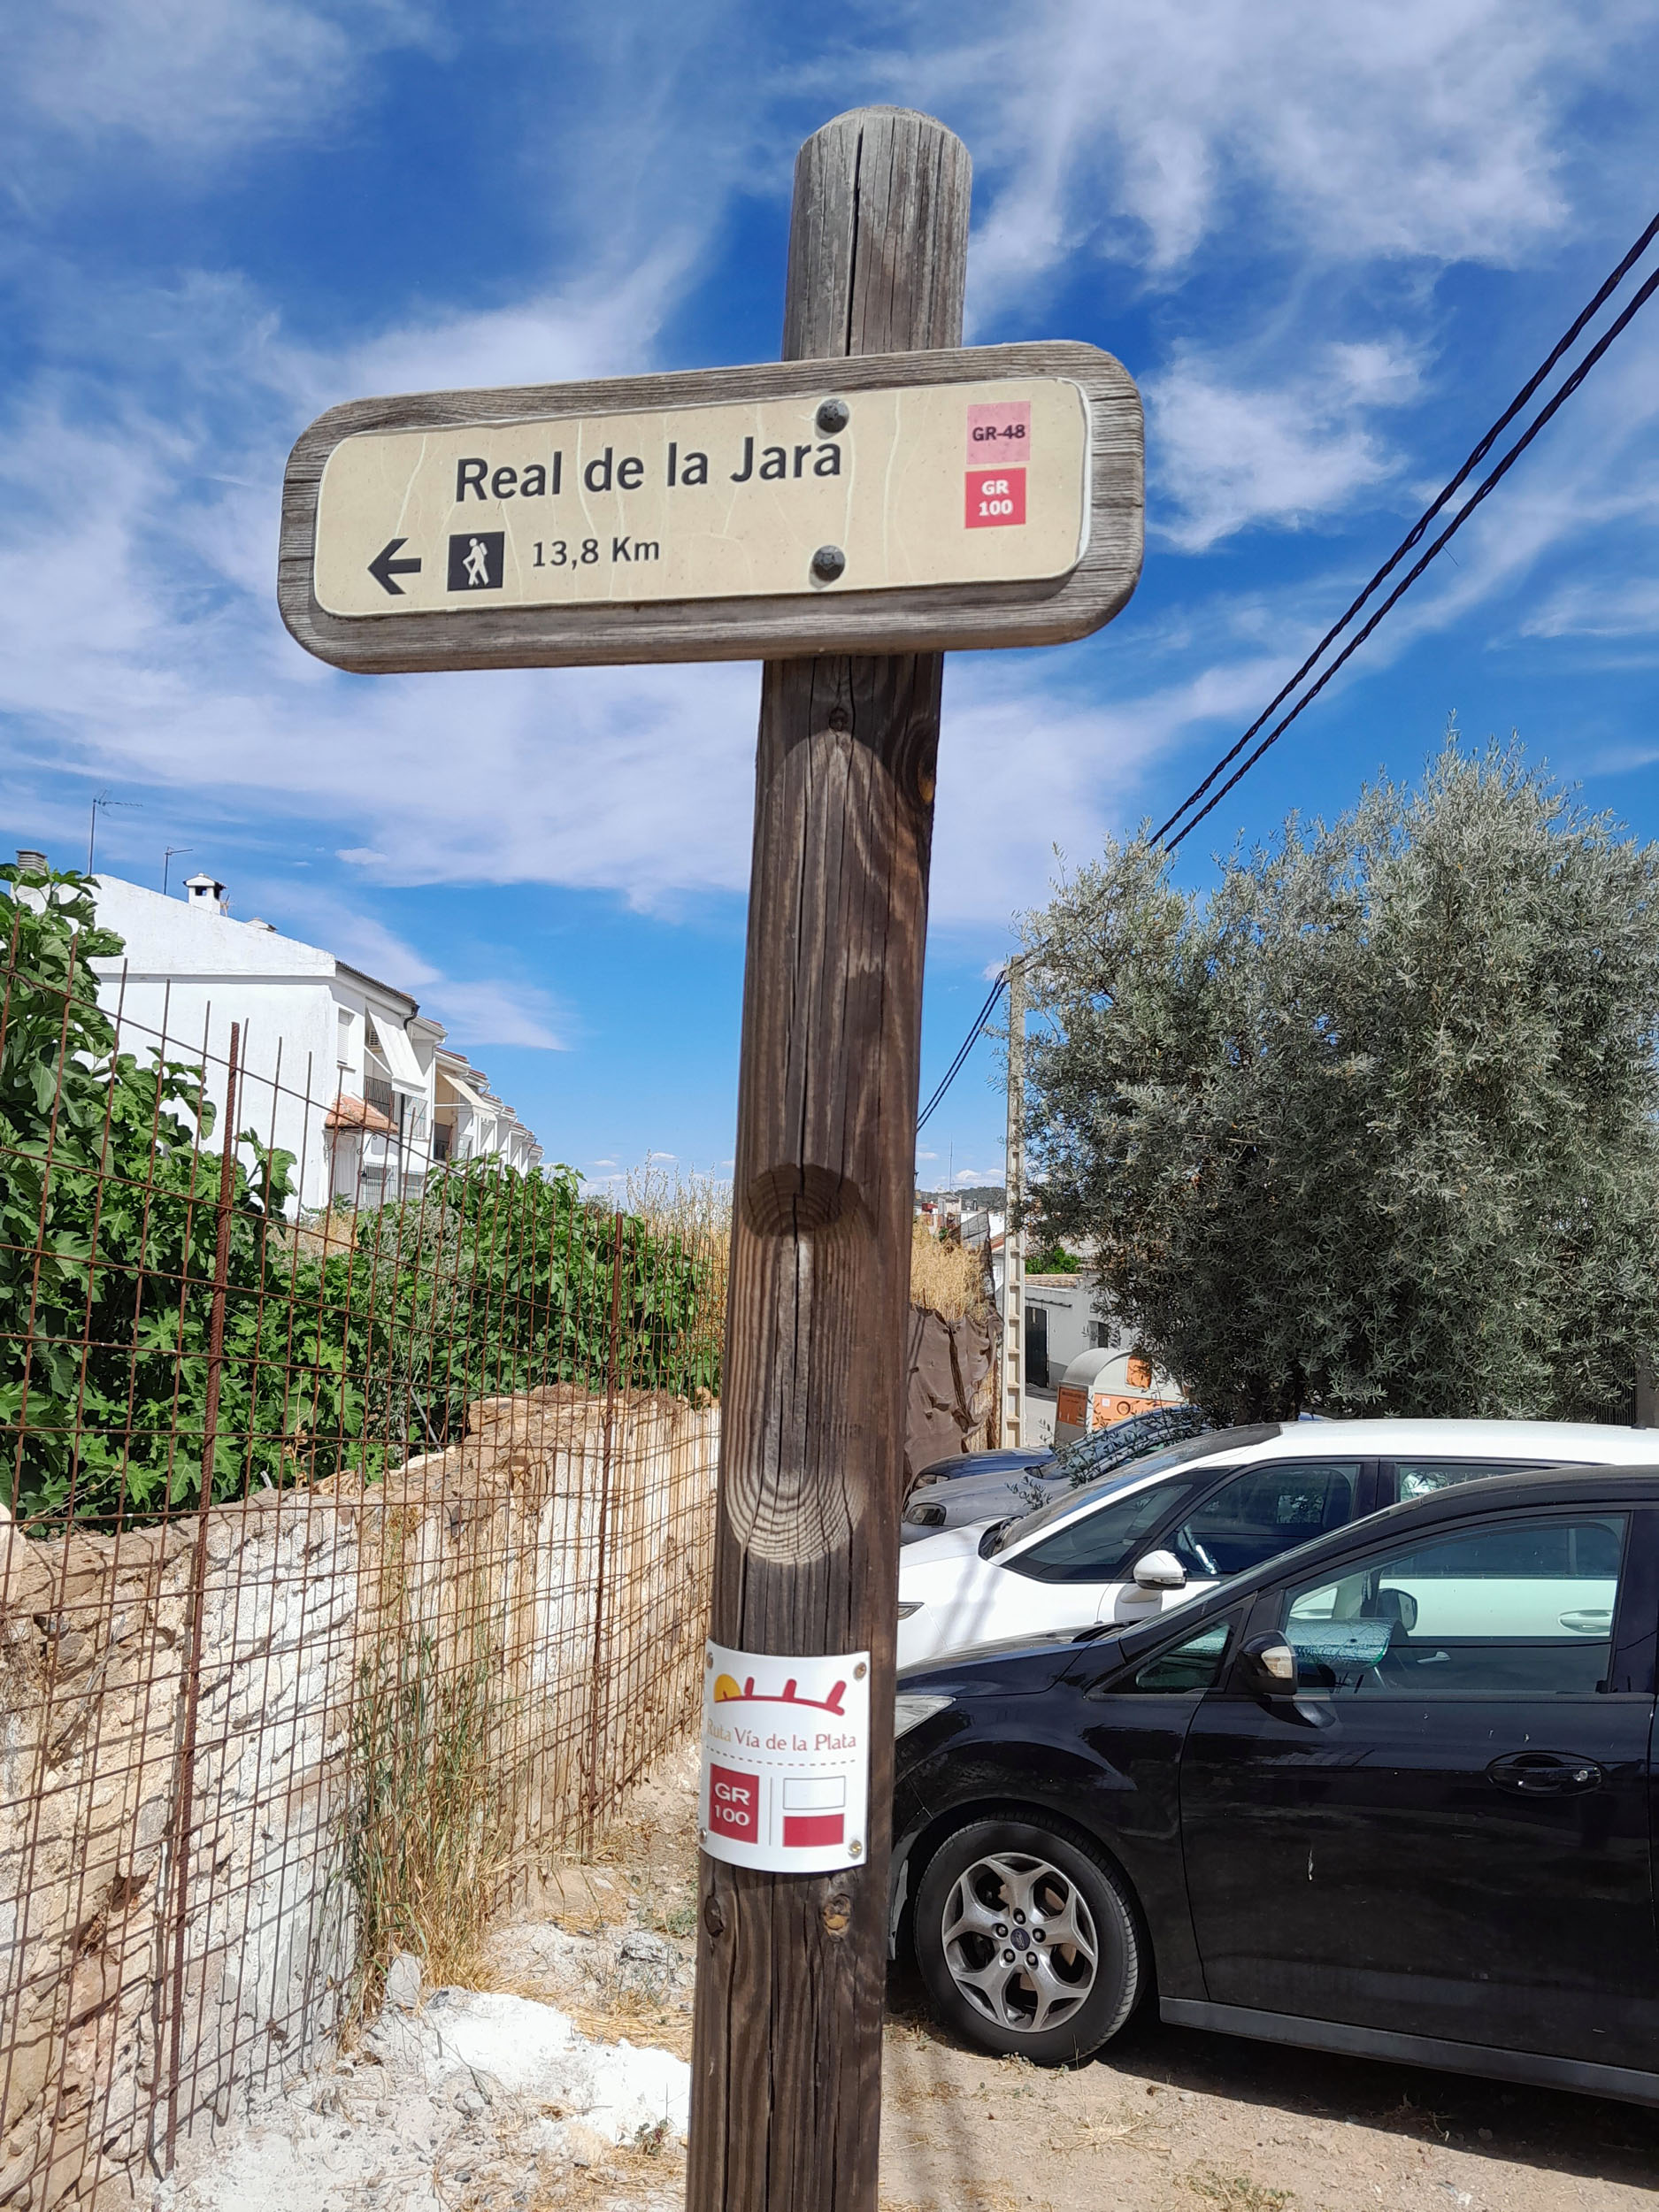 Real de la Jara
13,8 Km
GR-48
GR
100
Ruta Vía de la Plata
GR
100